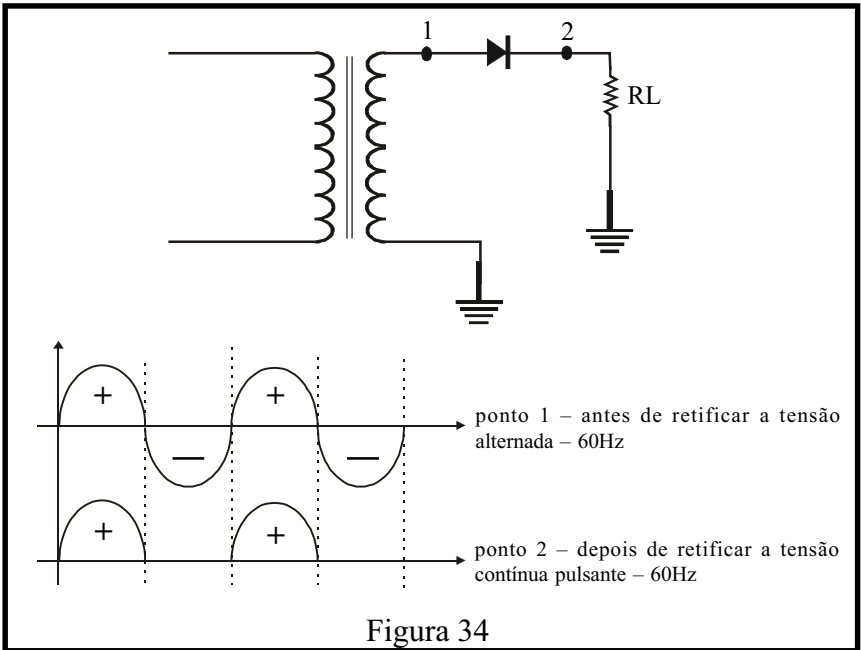 1
2
RL
+
+
—
—
ponto 1 – antes de retificar a tensão
alternada – 60Hz
+
+
ponto 2 – depois de retificar a tensão
contínua pulsante – 60Hz
Figura 34